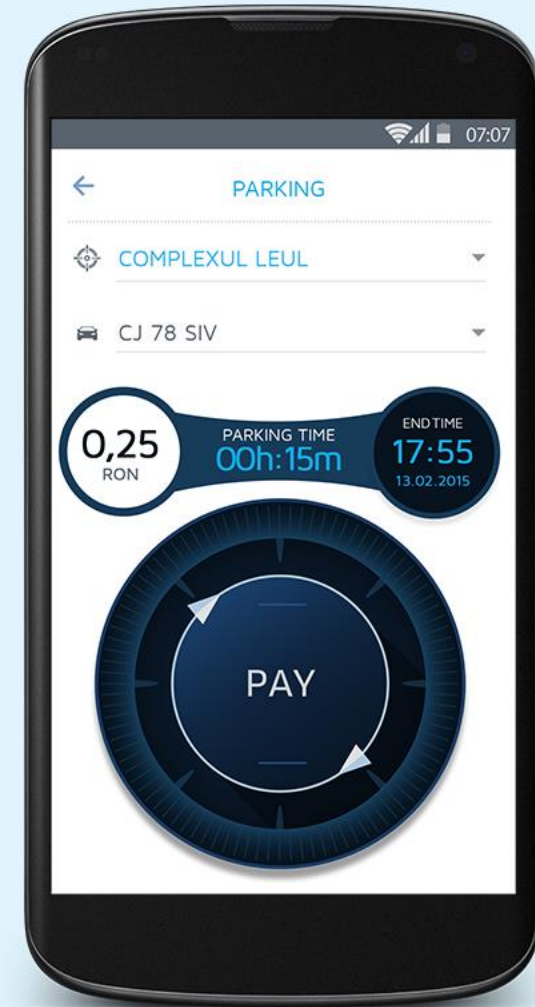 07:07
PARKING
COMPLEXUL LEUL
CJ 78 SIV
0,25
RON
PARKING TIME
00h:15m
END TIME
17:55
13.02.2015
PAY